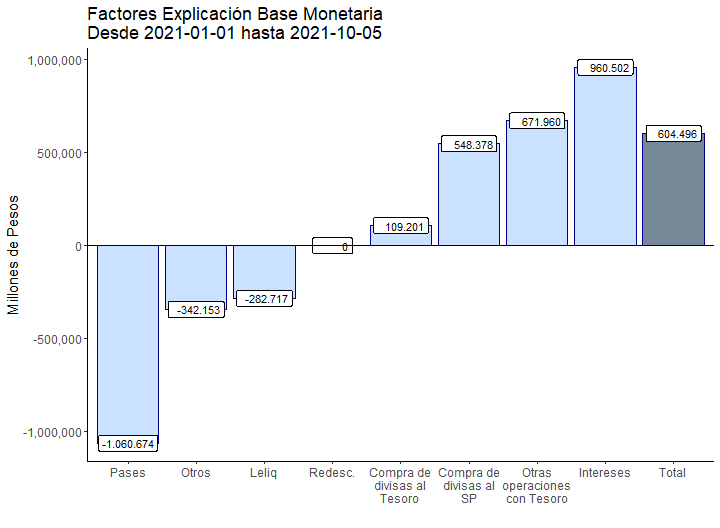 Factores Explicación Base Monetaria
Desde 2021-01-01 hasta 2021-10-05
Millones de Pesos
1,000,000
500,000
0
-500,000
-1,000,000
-1.060.674
-342.153
-282.717
0
109.201
548.378
671.960
960.502
604.496
Pases
Otros
Leliq
Redesc.
Compra de
divisas al
Tesoro
Compra de
divisas al
SP
Otras
operaciones
con Tesoro
Intereses
Total